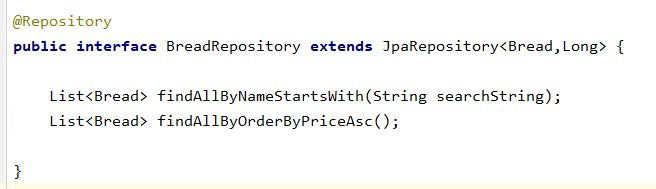 @Repository
public interface BreadRepository extends JpaRepository<Bread,Long> {
List<Bread> findAllByNameStartsWith(String searchString);
List<Bread> findAllByOrderByPriceAsc();
}